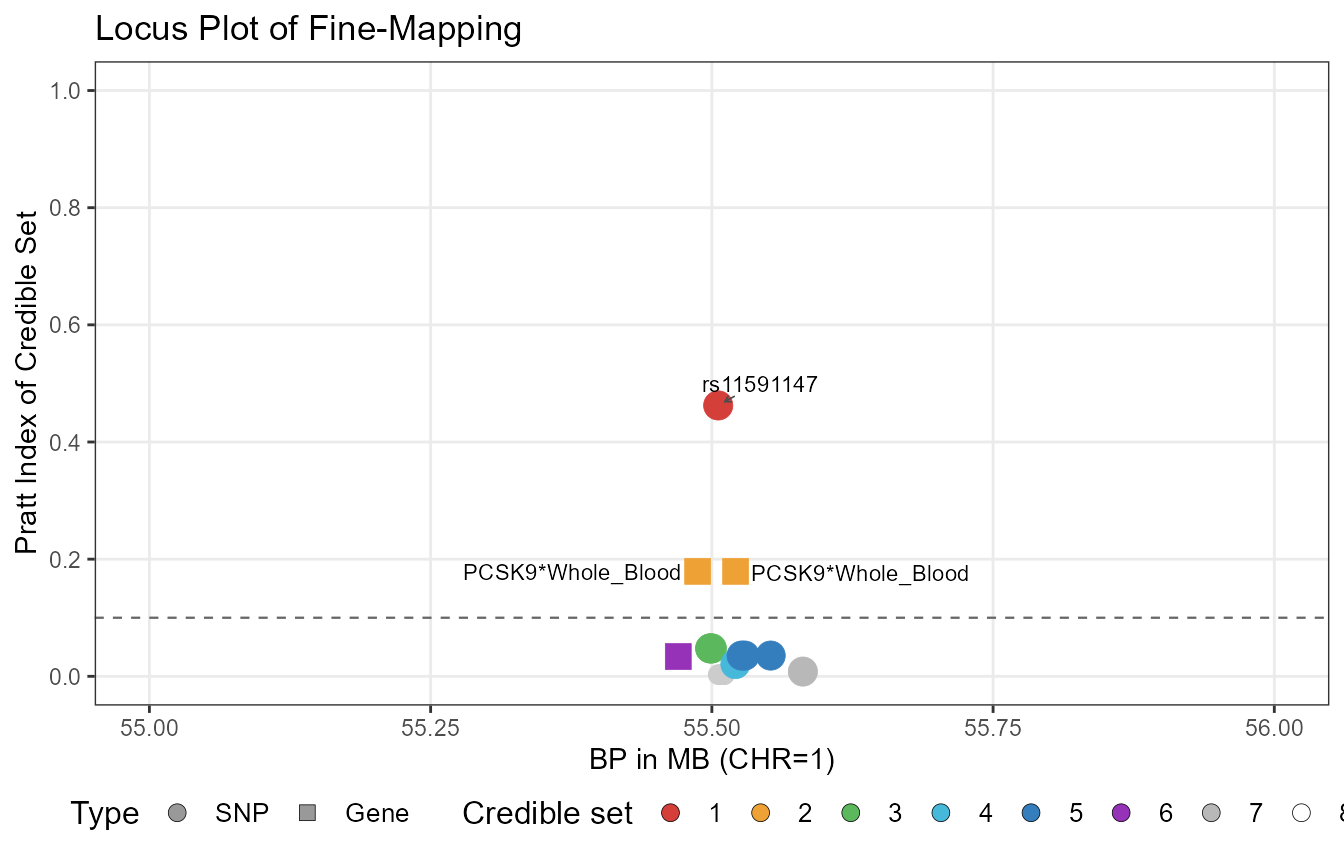 Locus Plot of Fine-Mapping
Pratt Index of Credible Set
1.0
0.8
0.6
0.4
0.2
0.0
rs11591147
PCSK9*Whole_Blood PCSK9*Whole_Blood
55.00 55.25 55.50 55.75 56.00
BP in MB (CHR=1)
Type SNP Gene Credible set 1 2 3 4 5 6 7 8